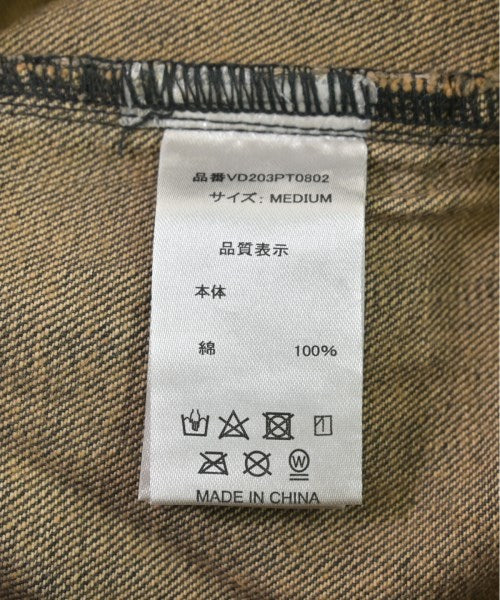 品番VD203PT0802
サイズ: MEDIUM
品質表示
本体
綿 100%
W
MADE IN CHINA